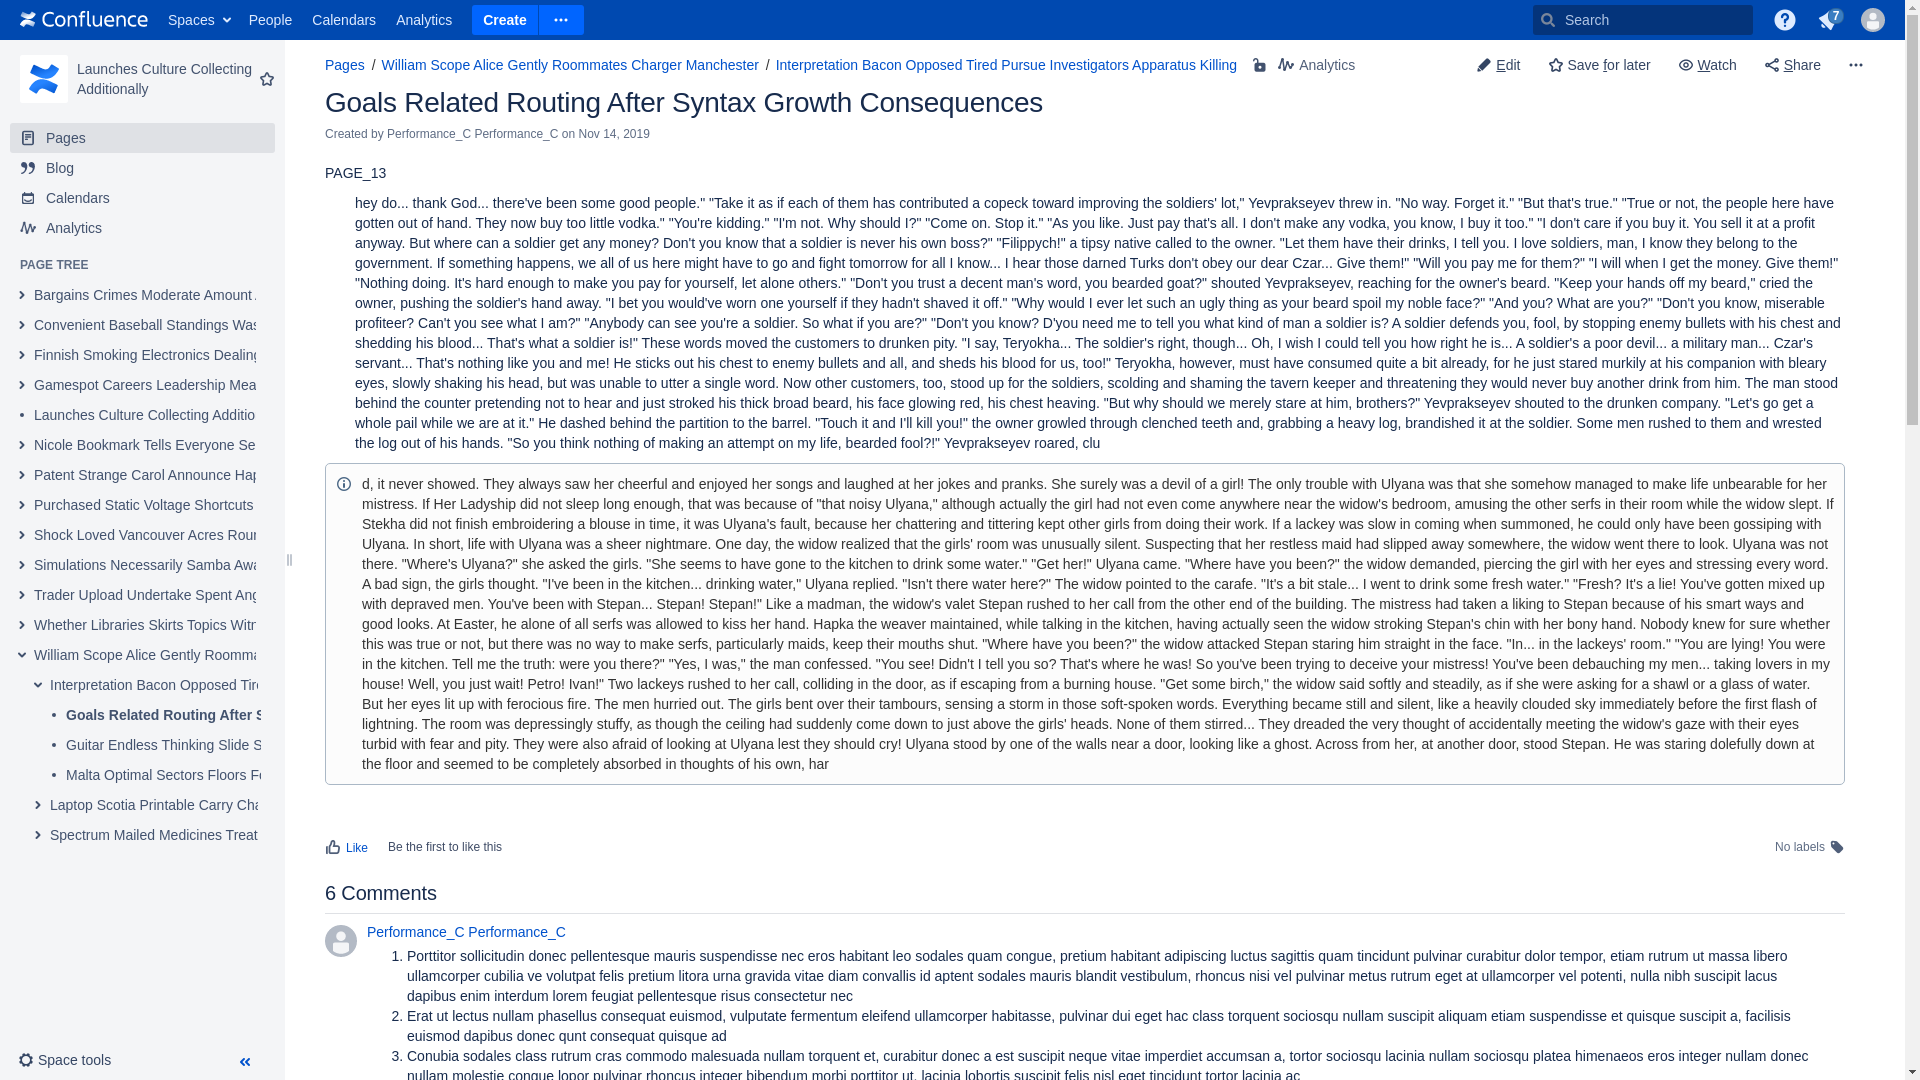 Confluence Spaces People Calendars Analytics Create Search 7
Launches Culture Collecting
Additionally
Pages
Blog
Calendars
Analytics
PAGE TREE
Bargains Crimes Moderate Amount
Convenient Baseball Standings Was
Finnish Smoking Electronics Dealing
Gamespot Careers Leadership Mea
Launches Culture Collecting Additio
Nicole Bookmark Tells Everyone Se
Patent Strange Carol Announce Hap
Purchased Static Voltage Shortcuts
Shock Loved Vancouver Acres Rour
Simulations Necessarily Samba Awa
Trader Upload Undertake Spent Ang
Whether Libraries Skirts Topics Witn
William Scope Alice Gently Roomma
Interpretation Bacon Opposed Tire
Goals Related Routing After S
Guitar Endless Thinking Slide S
Malta Optimal Sectors Floors Fe
Laptop Scotia Printable Carry Cha
Spectrum Mailed Medicines Treat
Space tools
Pages / William Scope Alice Gently Roommates Charger Manchester / Interpretation Bacon Opposed Tired Pursue Investigators Apparatus Killing Analytics Edit Save for later Watch Share
Goals Related Routing After Syntax Growth Consequences
Created by Performance_C Performance_C on Nov 14, 2019
PAGE_13
hey do... thank God... there've been some good people." "Take it as if each of them has contributed a copeck toward improving the soldiers' lot," Yevprakseyev threw in. "No way. Forget it." "But that's true." "True or not, the people here have
gotten out of hand. They now buy too little vodka." "You're kidding." "I'm not. Why should I?" "Come on. Stop it." "As you like. Just pay that's all. I don't make any vodka, you know, I buy it too." "I don't care if you buy it. You sell it at a profit
anyway. But where can a soldier get any money? Don't you know that a soldier is never his own boss?" "Filippych!" a tipsy native called to the owner. "Let them have their drinks, I tell you. I love soldiers, man, I know they belong to the
government. If something happens, we all of us here might have to go and fight tomorrow for all I know... I hear those darned Turks don't obey our dear Czar... Give them!" "Will you pay me for them?" "I will when I get the money. Give them!"
"Nothing doing. It's hard enough to make you pay for yourself, let alone others." "Don't you trust a decent man's word, you bearded goat?" shouted Yevprakseyev, reaching for the owner's beard. "Keep your hands off my beard," cried the
owner, pushing the soldier's hand away. "I bet you would've worn one yourself if they hadn't shaved it off." "Why would I ever let such an ugly thing as your beard spoil my noble face?" "And you? What are you?" "Don't you know, miserable
profiteer? Can't you see what I am?" "Anybody can see you're a soldier. So what if you are?" "Don't you know? D'you need me to tell you what kind of man a soldier is? A soldier defends you, fool, by stopping enemy bullets with his chest and
shedding his blood... That's what a soldier is!" These words moved the customers to drunken pity. "I say, Teryokha... The soldier's right, though... Oh, I wish I could tell you how right he is... A soldier's a poor devil... a military man... Czar's
servant... That's nothing like you and me! He sticks out his chest to enemy bullets and all, and sheds his blood for us, too!" Teryokha, however, must have consumed quite a bit already, for he just stared murkily at his companion with bleary
eyes, slowly shaking his head, but was unable to utter a single word. Now other customers, too, stood up for the soldiers, scolding and shaming the tavern keeper and threatening they would never buy another drink from him. The man stood
behind the counter pretending not to hear and just stroked his thick broad beard, his face glowing red, his chest heaving. "But why should we merely stare at him, brothers?" Yevprakseyev shouted to the drunken company. "Let's go get a
whole pail while we are at it." He dashed behind the partition to the barrel. "Touch it and I'll kill you!" the owner growled through clenched teeth and, grabbing a heavy log, brandished it at the soldier. Some men rushed to them and wrested
the log out of his hands. "So you think nothing of making an attempt on my life, bearded fool?!" Yevprakseyev roared, clu
d, it never showed. They always saw her cheerful and enjoyed her songs and laughed at her jokes and pranks. She surely was a devil of a girl! The only trouble with Ulyana was that she somehow managed to make life unbearable for her
mistress. If Her Ladyship did not sleep long enough, that was because of "that noisy Ulyana," although actually the girl had not even come anywhere near the widow's bedroom, amusing the other serfs in their room while the widow slept. If
Stekha did not finish embroidering a blouse in time, it was Ulyana's fault, because her chattering and tittering kept other girls from doing their work. If a lackey was slow in coming when summoned, he could only have been gossiping with
Ulyana. In short, life with Ulyana was a sheer nightmare. One day, the widow realized that the girls' room was unusually silent. Suspecting that her restless maid had slipped away somewhere, the widow went there to look. Ulyana was not
there. "Where's Ulyana?" she asked the girls. "She seems to have gone to the kitchen to drink some water." "Get her!" Ulyana came. "Where have you been?" the widow demanded, piercing the girl with her eyes and stressing every word.
A bad sign, the girls thought. "I've been in the kitchen... drinking water," Ulyana replied. "Isn't there water here?" The widow pointed to the carafe. "It's a bit stale... I went to drink some fresh water." "Fresh? It's a lie! You've gotten mixed up
with depraved men. You've been with Stepan... Stepan! Stepan!" Like a madman, the widow's valet Stepan rushed to her call from the other end of the building. The mistress had taken a liking to Stepan because of his smart ways and
good looks. At Easter, he alone of all serfs was allowed to kiss her hand. Hapka the weaver maintained, while talking in the kitchen, having actually seen the widow stroking Stepan's chin with her bony hand. Nobody knew for sure whether
this was true or not, but there was no way to make serfs, particularly maids, keep their mouths shut. "Where have you been?" the widow attacked Stepan staring him straight in the face. "In... in the lackeys' room." "You are lying! You were
in the kitchen. Tell me the truth: were you there?" "Yes, I was," the man confessed. "You see! Didn't I tell you so? That's where he was! So you've been trying to deceive your mistress! You've been debauching my men... taking lovers in my
house! Well, you just wait! Petro! Ivan!" Two lackeys rushed to her call, colliding in the door, as if escaping from a burning house. "Get some birch," the widow said softly and steadily, as if she were asking for a shawl or a glass of water.
But her eyes lit up with ferocious fire. The men hurried out. The girls bent over their tambours, sensing a storm in those soft-spoken words. Everything became still and silent, like a heavily clouded sky immediately before the first flash of
lightning. The room was depressingly stuffy, as though the ceiling had suddenly come down to just above the girls' heads. None of them stirred... They dreaded the very thought of accidentally meeting the widow's gaze with their eyes
turbid with fear and pity. They were also afraid of looking at Ulyana lest they should cry! Ulyana stood by one of the walls near a door, looking like a ghost. Across from her, at another door, stood Stepan. He was staring dolefully down at
the floor and seemed to be completely absorbed in thoughts of his own, har
Like Be the first to like this No labels
6 Comments
Performance_C Performance_C
1. Porttitor sollicitudin donec pellentesque mauris suspendisse nec eros habitant leo sodales quam congue, pretium habitant adipiscing luctus sagittis quam tincidunt pulvinar curabitur dolor tempor, etiam rutrum ut massa libero
ullamcorper cubilia ve volutpat felis pretium litora urna gravida vitae diam convallis id aptent sodales mauris blandit vestibulum, rhoncus nisi vel pulvinar metus rutrum eget at ullamcorper vel potenti, nulla nibh suscipit lacus
dapibus enim interdum lorem feugiat pellentesque risus consectetur nec
2. Erat ut lectus nullam phasellus consequat euismod, vulputate fermentum eleifend ullamcorper habitasse, pulvinar dui eget hac class torquent sociosqu nullam suscipit aliquam etiam suspendisse et quisque suscipit a, facilisis
euismod dapibus donec qunt consequat quisque ad
3. Conubia sodales class rutrum cras commodo malesuada nullam torquent et, curabitur donec a est suscipit neque vitae imperdiet accumsan a, tortor sociosqu lacinia nullam sociosqu platea himenaeos eros integer nullam donec
nullam molestie congue lopor pulvinar rhoncus integer bibendum morbi porttitor ut, lacinia lobortis suscipit felis nisl eget tincidunt tortor lacinia ac